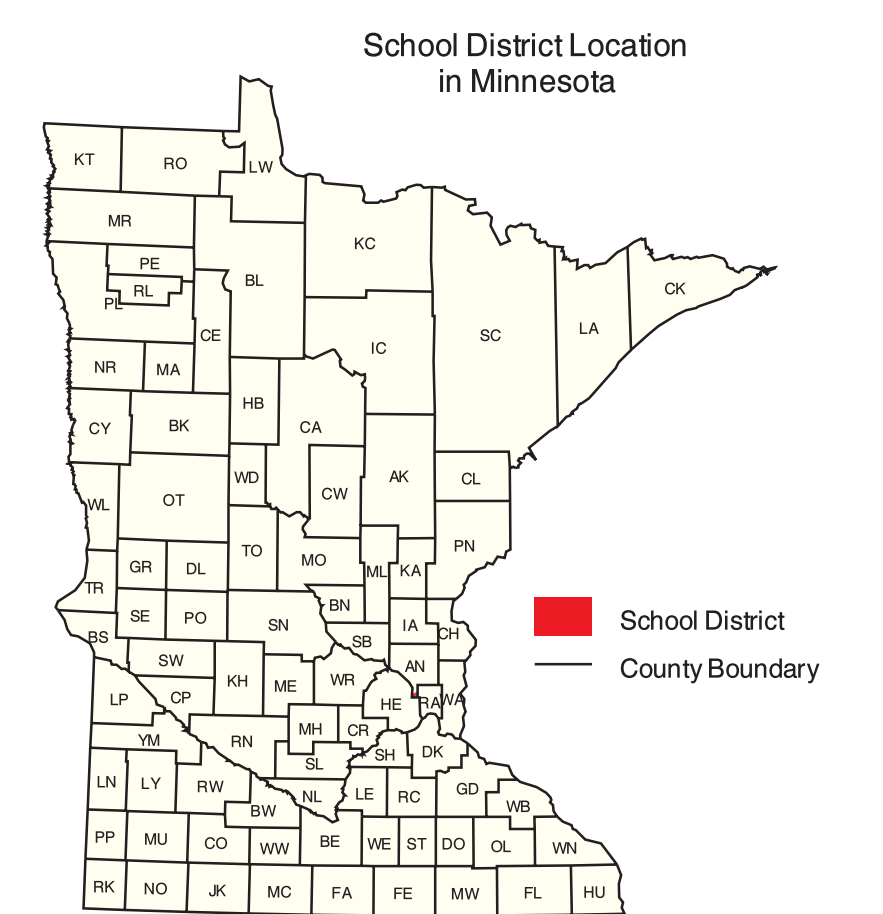 School District Location
in Minnesota
KT
RO
LW
MR
KC
PE
BL
RL
PL
CK
CE
SC
LA
IC
NR
MA
HB
CY
BK
CA
WD
AK
CL
CW
WL
OT
PN
TO
MO
GR
DL
ML
KA
TR
SE
PO
BN
SN
IA
CH
BS
SB
SW
AN
KH
ME
WR
LP
CP
HE
RA
WA
MH
CR
YM
RN
SH
DK
SL
LN
LY
RW
NL
LE
RC
GD
WB
BW
PP
MU
CO
WW
BE
WE
ST
DO
OL
WN
RK
NO
JK
MC
FA
FE
MW
FL
HU
School District
County Boundary